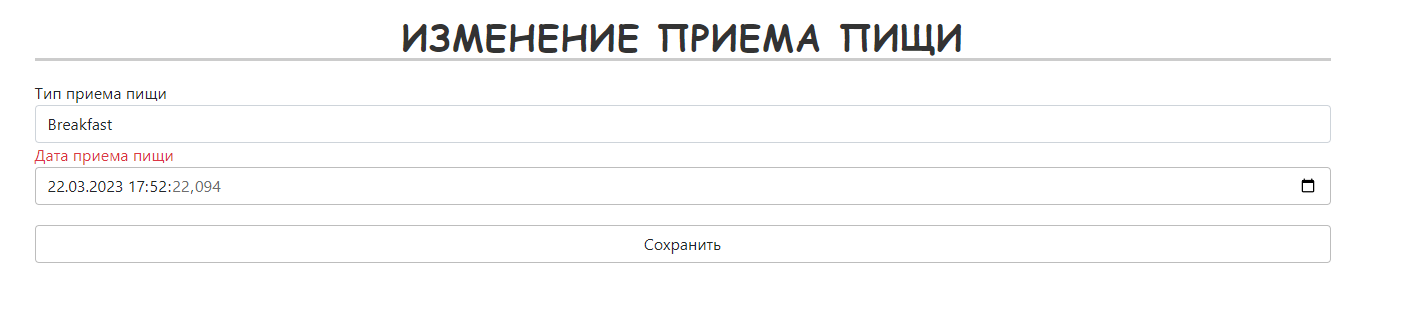 ИЗМЕНЕНИЕ ПРИЕМА ПИЩИ
Тип приема пищи
Breakfast
Дата приема пищи
22.03.2023 17:52:22,094
Сохранить